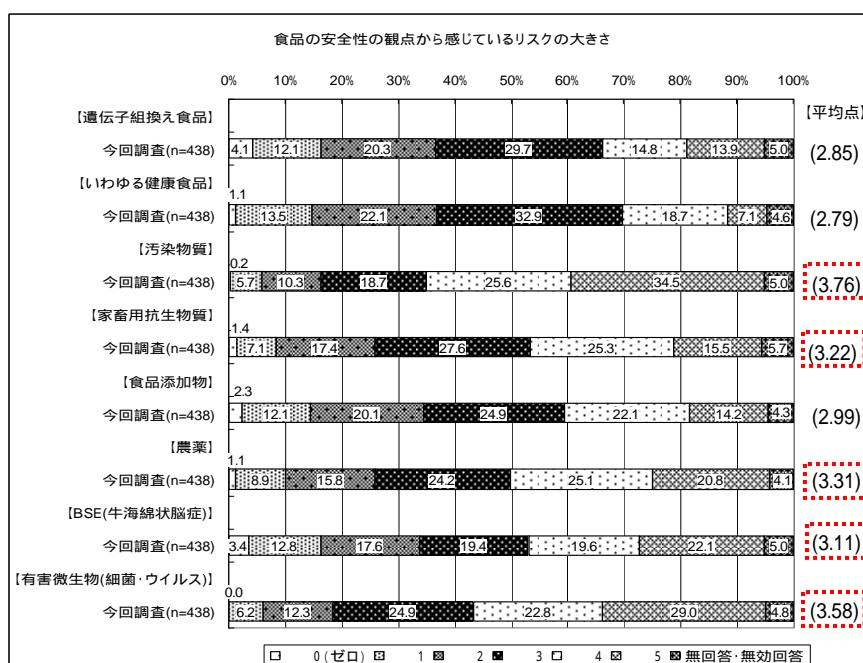 食品の安全性の観点から感じているリスクの大きさ
0% 10% 20% 30% 40% 50% 60% 70% 80% 90% 100%
【遺伝子組換え食品】 【平均点】
今回調査(n=438) 4.1 12.1 20.3 29.7 14.8 13.9 5.0 (2.85)
【いわゆる健康食品】 1.1
今回調査(n=438) 13.5 22.1 32.9 18.7 7.1 4.6 (2.79)
【汚染物質】 0.2
今回調査(n=438) 5.7 10.3 18.7 25.6 34.5 5.0 (3.76)
【家畜用抗生物質】 1.4
今回調査(n=438) 7.1 17.4 27.6 25.3 15.5 5.7 (3.22)
【食品添加物】 2.3
今回調査(n=438) 12.1 20.1 24.9 22.1 14.2 4.3 (2.99)
【農薬】 1.1
今回調査(n=438) 8.9 15.8 24.2 25.1 20.8 4.1 (3.31)
【BSE(牛海綿状脳症)】
今回調査(n=438) 3.4 12.8 17.6 19.4 19.6 22.1 5.0 (3.11)
【有害微生物(細菌・ウイルス)】 0.0
今回調査(n=438) 6.2 12.3 24.9 22.8 29.0 4.8 (3.58)
0(ゼロ) 1 2 3 4 5 無回答・無効回答